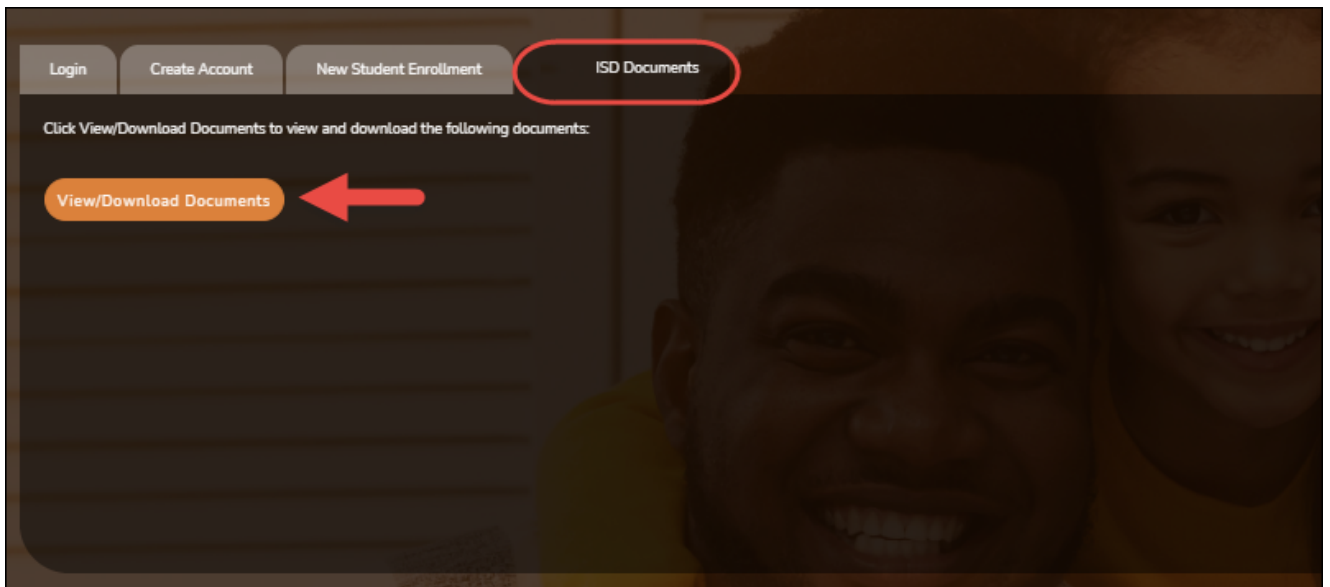 Login Create Account New Student Enrollment ISD Documents
Click View/Download Documents to view and download the following documents:
View/Download Documents